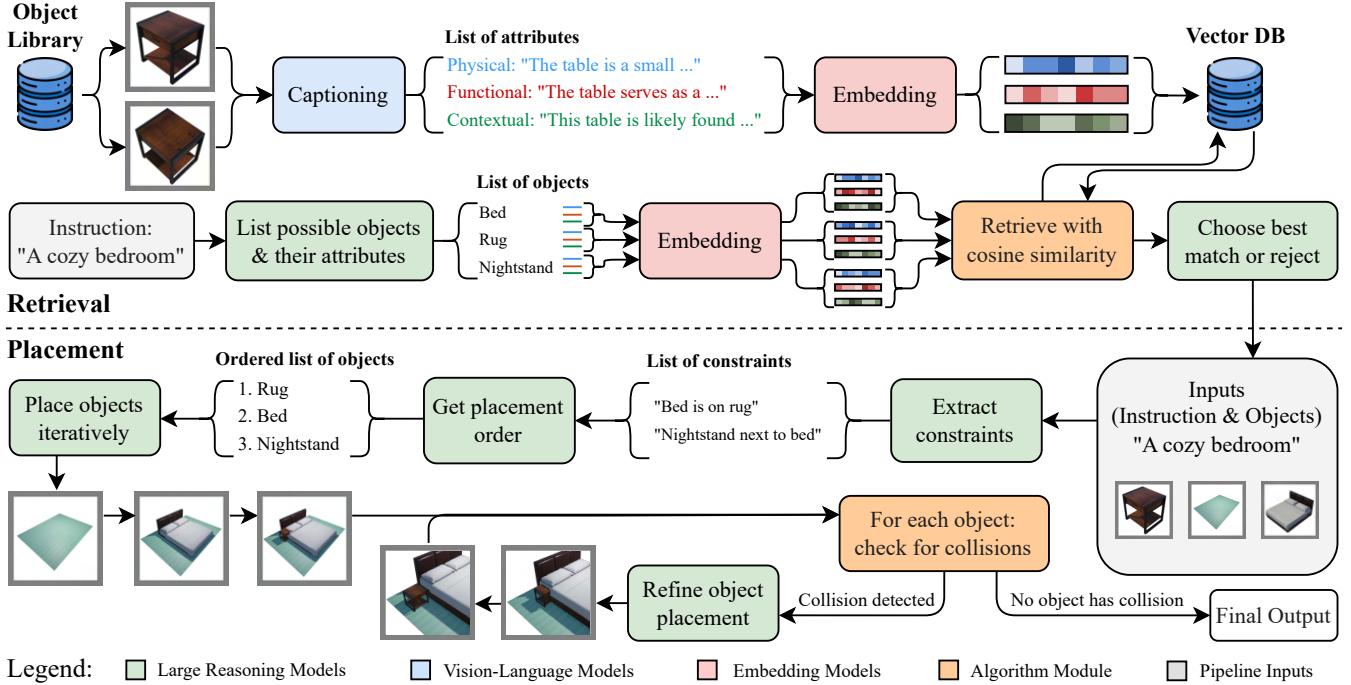 Object
Library
List of attributes
Vector DB
Physical: "The table is a small ..."
Captioning
Functional: "The table serves as a ..."
Embedding
Contextual: "This table is likely found ..."
List of objects
Instruction:
"A cozy bedroom"
List possible objects
& their attributes
Bed
Rug
Nightstand
Embedding
Retrieve with
cosine similarity
Choose best
match or reject
Retrieval
Placement
Ordered list of objects
List of constraints
Place objects
iteratively
1. Rug
2. Bed
3. Nightstand
Get placement
order
"Bed is on rug"
"Nightstand next to bed"
Extract
constraints
Inputs
(Instruction & Objects)
"A cozy bedroom"
For each object:
check for collisions
Refine object
placement
Collision detected
No object has collision
Final Output
Legend:
Large Reasoning Models
Vision-Language Models
Embedding Models
Algorithm Module
Pipeline Inputs